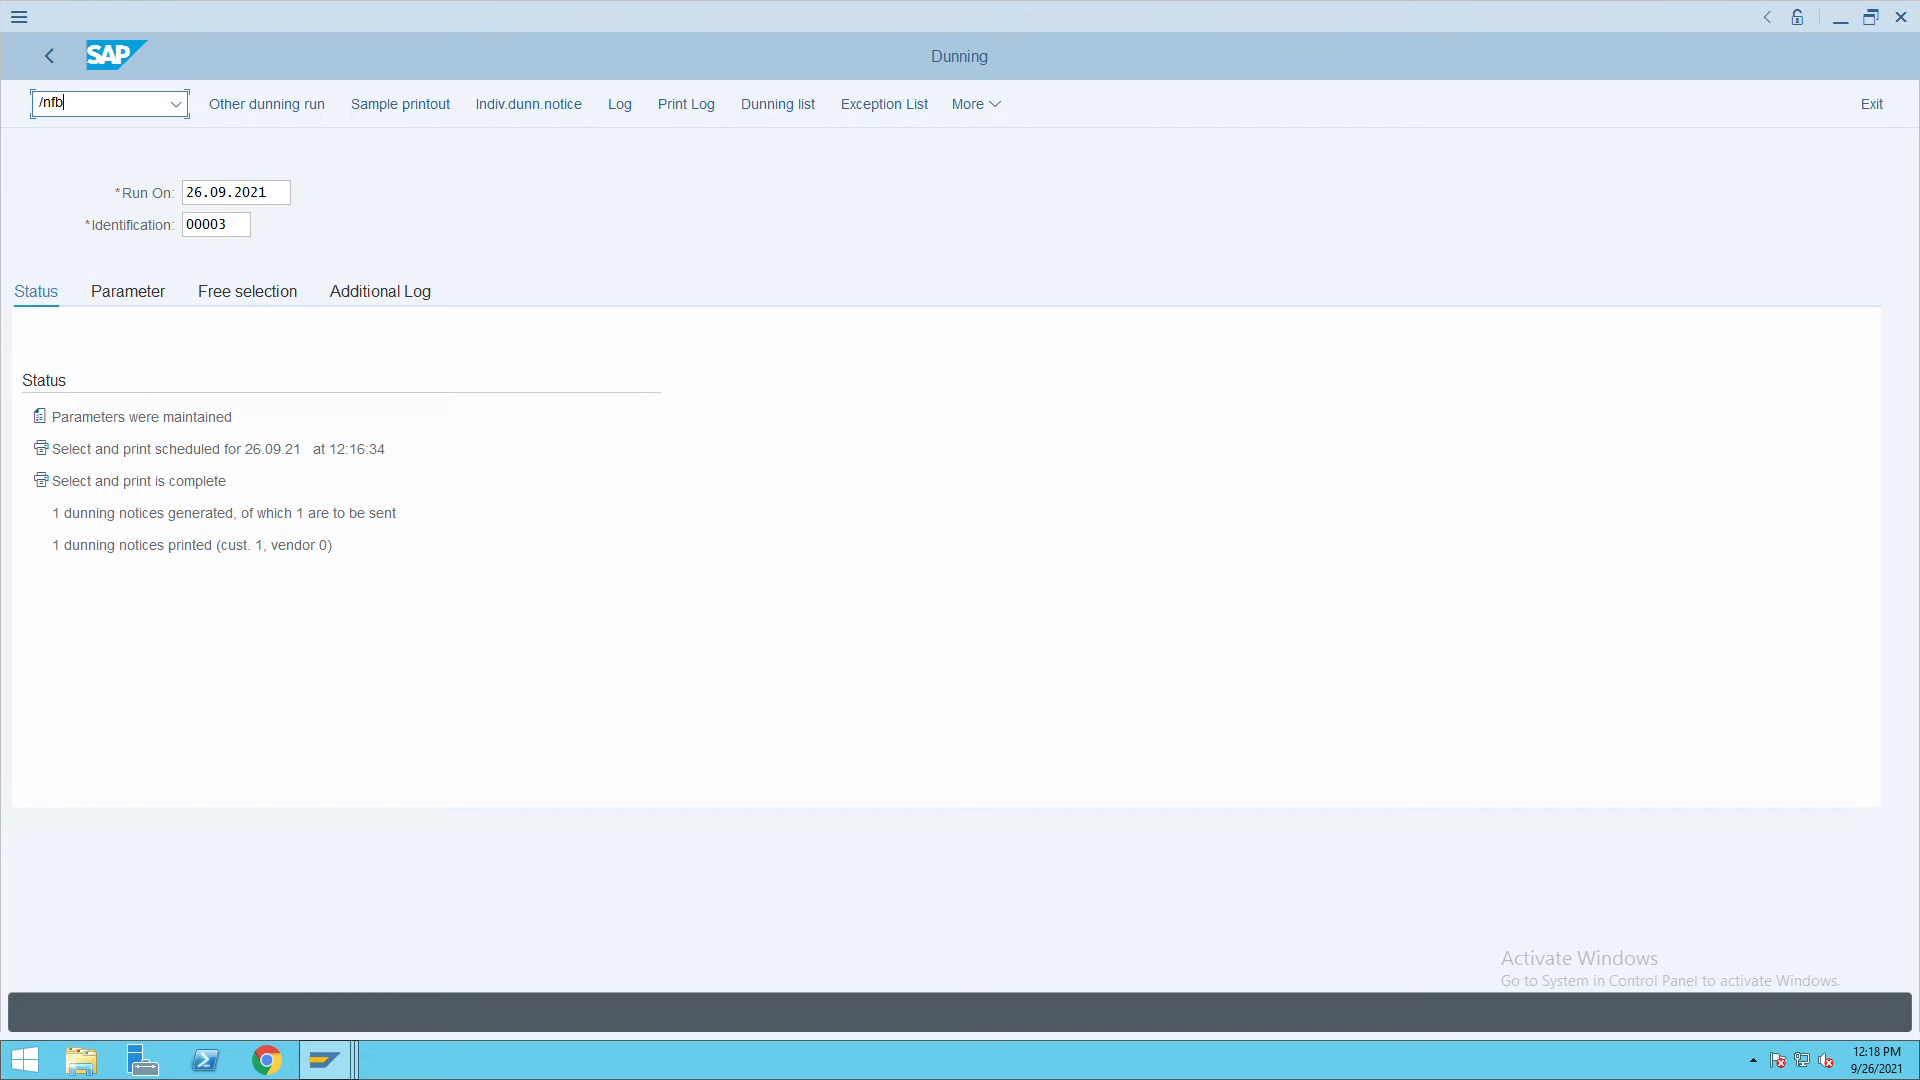 SAP
Dunning
/nfb
Other dunning run
Sample printout
Indiv.dunn.notice
Log
Print Log
Dunning list
Exception List
More
Exit
*Run On: 26.09.2021
*Identification: 00003
Status
Parameter
Free selection
Additional Log
Status
Parameters were maintained
Select and print scheduled for 26.09.21 at 12:16:34
Select and print is complete
1 dunning notices generated, of which 1 are to be sent
1 dunning notices printed (cust. 1, vendor 0)
Activate Windows
Go to System in Control Panel to activate Windows.
12:18 PM
9/26/2021